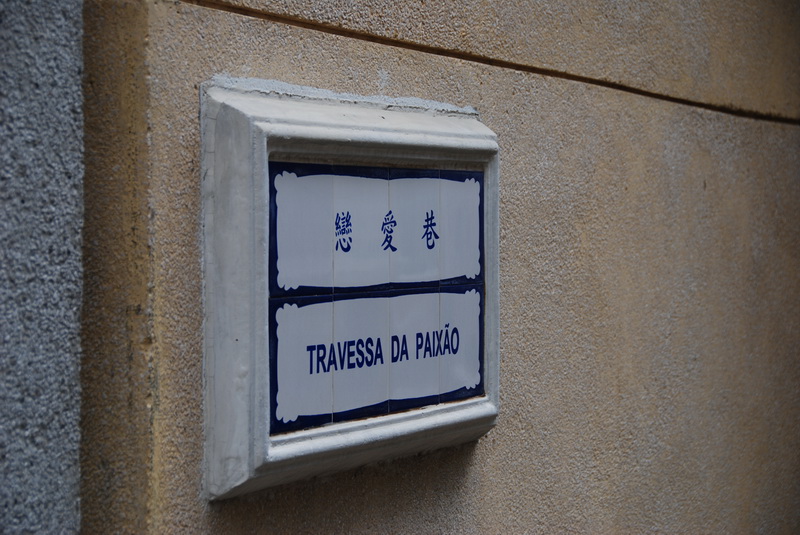 戀愛巷
TRAVESSA DA PAIXÃO